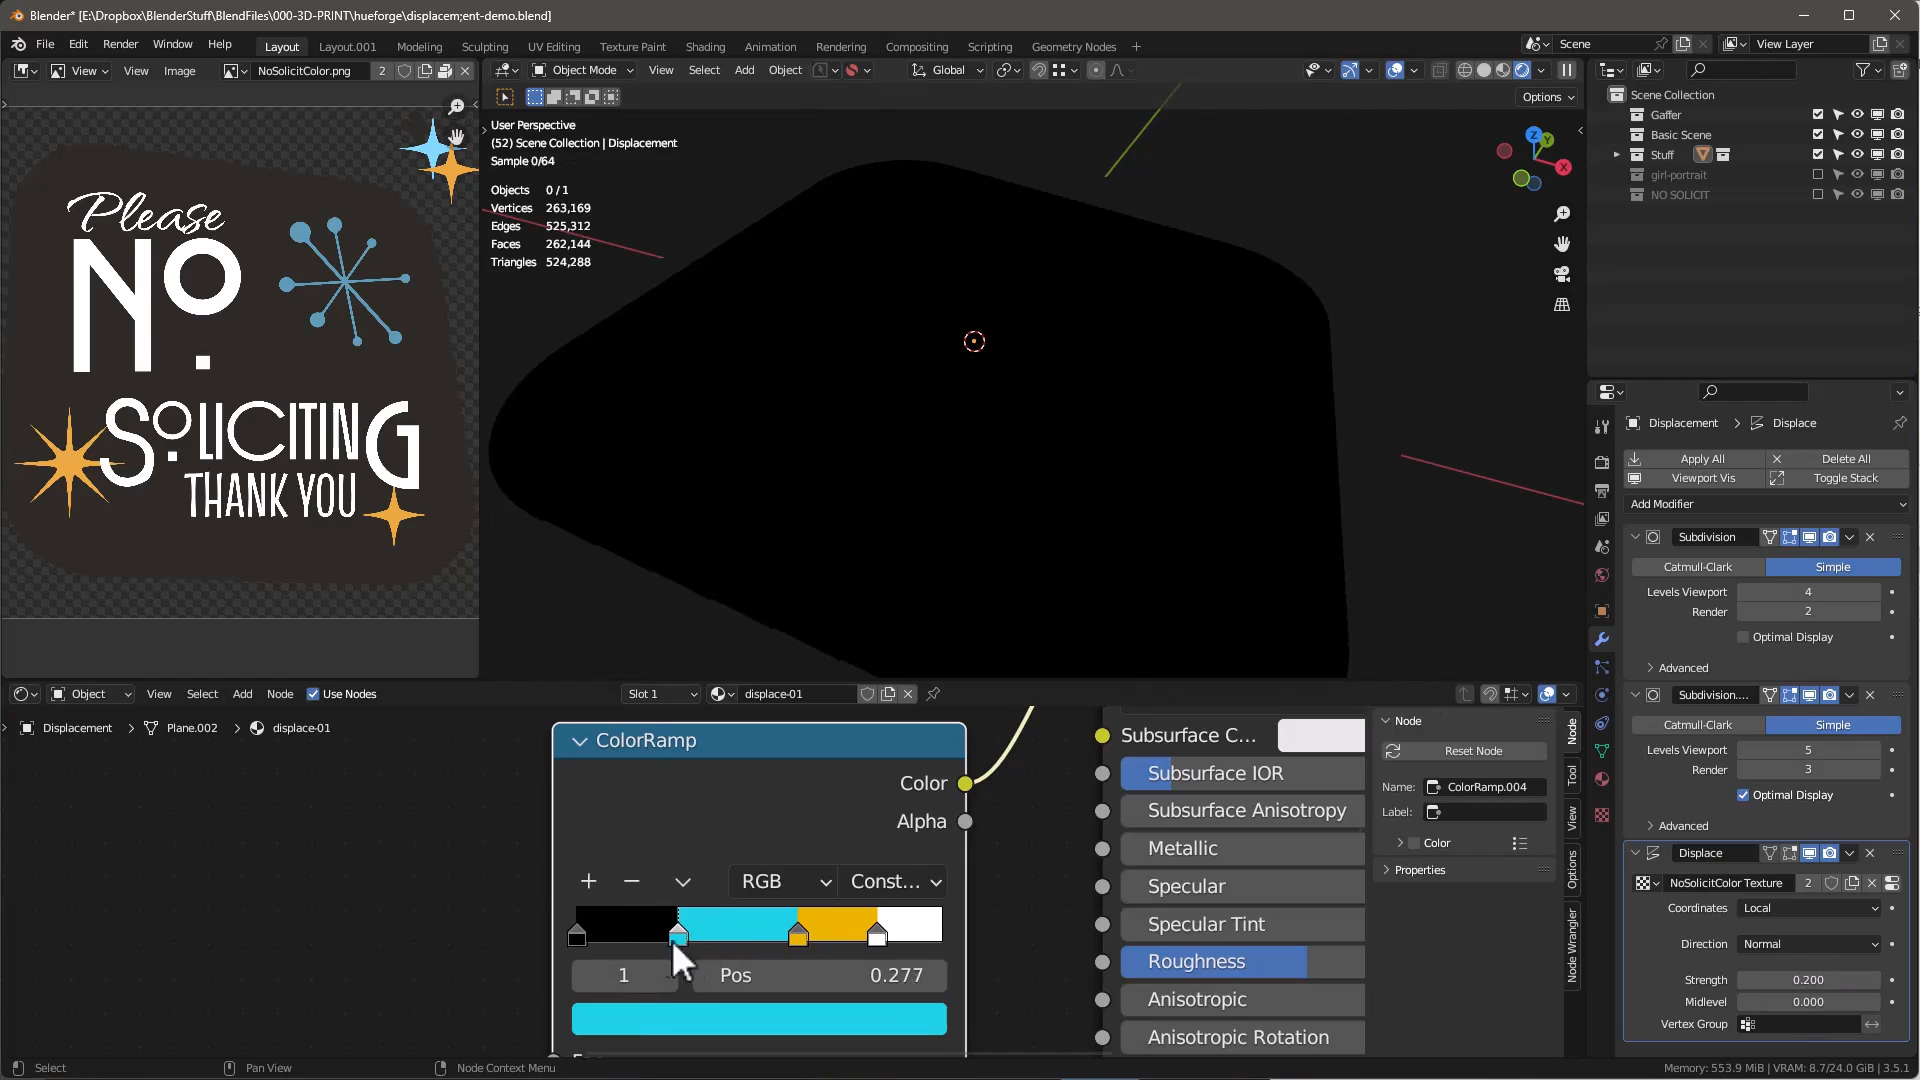 Blender* [E:\Dropbox\BlenderStuff\BlendFiles\000-3D-PRINT\hueforge\displacem;ent-demo.blend]
File Edit Render Window Help Layout Layout.001 Modeling Sculpting UV Editing Texture Paint Shading Animation Rendering Compositing Scripting Geometry Nodes + Scene View Layer
View View Image NoSolicitColor.png 2
Object Mode View Select Add Object Global
Options
User Perspective
(52) Scene Collection | Displacement
Sample 0/64
Objects 0 / 1
Vertices 263,169
Edges 525,312
Faces 262,144
Triangles 524,288
Z
Y
X
Please
No.
SOLICITING
THANK YOU
Scene Collection
Gaffer
Basic Scene
Stuff
girl-portrait
NO SOLICIT
Displacement > Displace
Apply All Delete All
Viewport Vis Toggle Stack
Add Modifier
Subdivision
Catmull-Clark Simple
Levels Viewport 4
Render 2
Optimal Display
Advanced
Subdivision....
Catmull-Clark Simple
Levels Viewport 5
Render 3
Optimal Display
Advanced
Displace
NoSolicitColor Texture 2
Coordinates Local
Direction Normal
Strength 0.200
Midlevel 0.000
Vertex Group
Object View Select Add Node Use Nodes Slot 1 displace-01
Displacement > Plane.002 > displace-01
ColorRamp
Color
Alpha
+ − RGB Const...
1 Pos 0.277
Subsurface C...
Subsurface IOR
Subsurface Anisotropy
Metallic
Specular
Specular Tint
Roughness
Anisotropic
Anisotropic Rotation
Node
Reset Node
Name: ColorRamp.004
Label:
Color
Properties
Node
Tool
View
Options
Node Wrangler
Select Pan View Node Context Menu
Memory: 553.9 MiB | VRAM: 8.7/24.0 GiB | 3.5.1